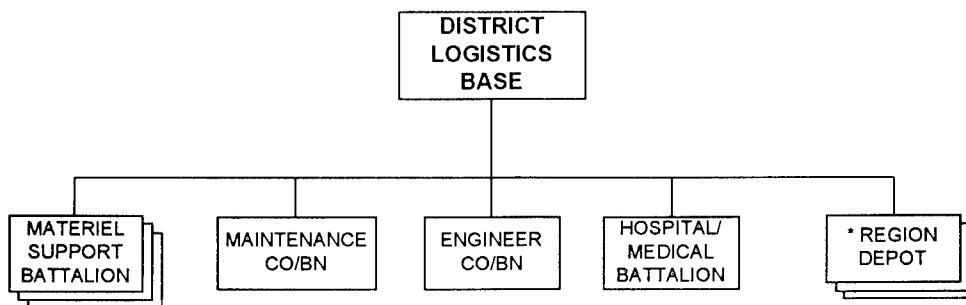 DISTRICT
LOGISTICS
BASE
MATERIEL
SUPPORT
BATTALION
MAINTENANCE
CO/BN
ENGINEER
CO/BN
HOSPITAL/
MEDICAL
BATTALION
* REGION
DEPOT